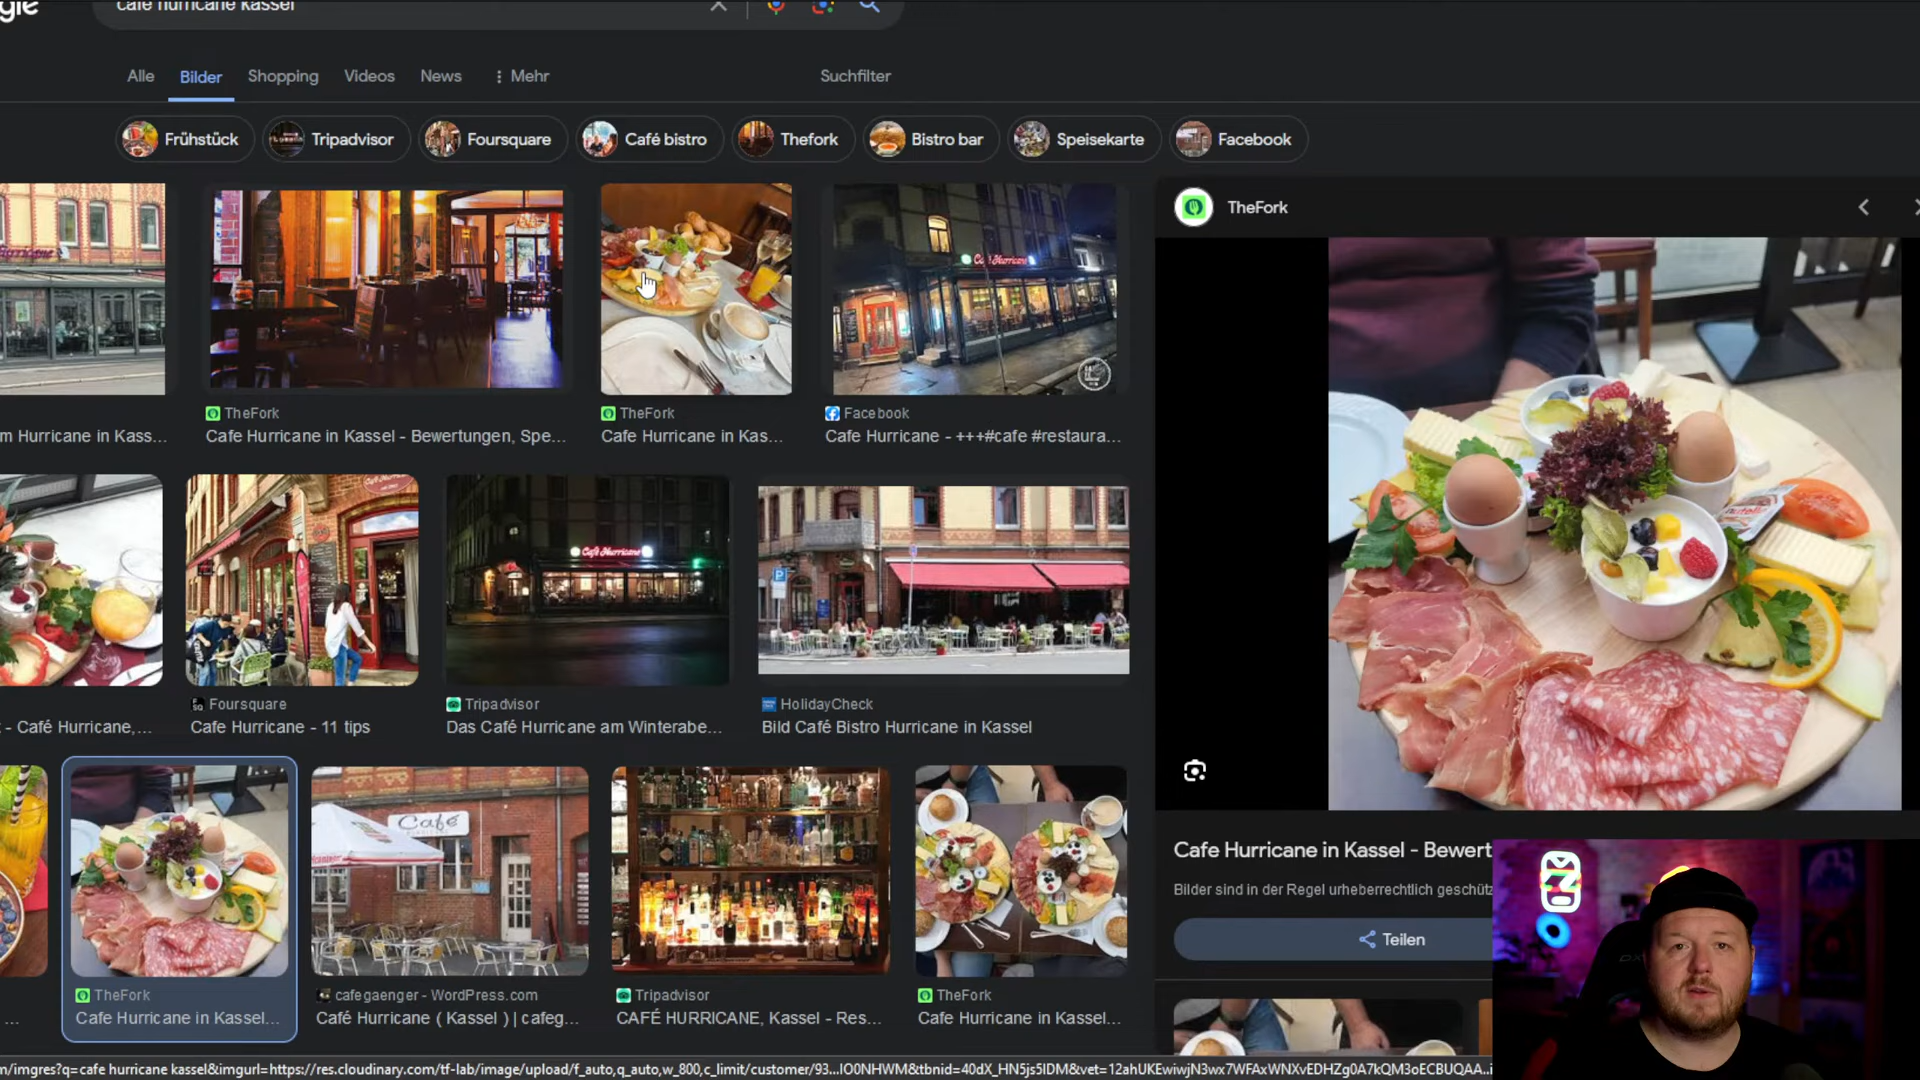 gle
cafe hurricane kassel
Alle
Bilder
Shopping
Videos
News
Mehr
Suchfilter
Frühstück
Tripadvisor
Foursquare
Café bistro
Thefork
Bistro bar
Speisekarte
Facebook
TheFork
Café Hurricane
TheFork
TheFork
Facebook
m Hurricane in Kass...
Cafe Hurricane in Kassel - Bewertungen, Spe...
Cafe Hurricane in Kas...
Cafe Hurricane - +++#cafe #restaura...
Café Hurricane
P
nutella
Foursquare
Tripadvisor
HolidayCheck
- Café Hurricane,...
Cafe Hurricane - 11 tips
Das Café Hurricane am Winterabe...
Bild Café Bistro Hurricane in Kassel
Café
Cafe Hurricane in Kassel - Bewert
Bilder sind in der Regel urheberrechtlich geschütz
Teilen
TheFork
cafegaenger - WordPress.com
Tripadvisor
TheFork
...
Cafe Hurricane in Kassel...
Café Hurricane ( Kassel ) | cafeg...
CAFÉ HURRICANE, Kassel - Res...
Cafe Hurricane in Kassel...
m/imgres?q=cafe hurricane kassel&imgurl=https://res.cloudinary.com/tf-lab/image/upload/f_auto,q_auto,w_800,c_limit/customer/93...IO0NHWM&tbnid=40dX_HN5js5IDM&vet=12ahUKEwiwjN3wx7WFAxWNXvEDHZg0A7kQM3oECBUQAA..i